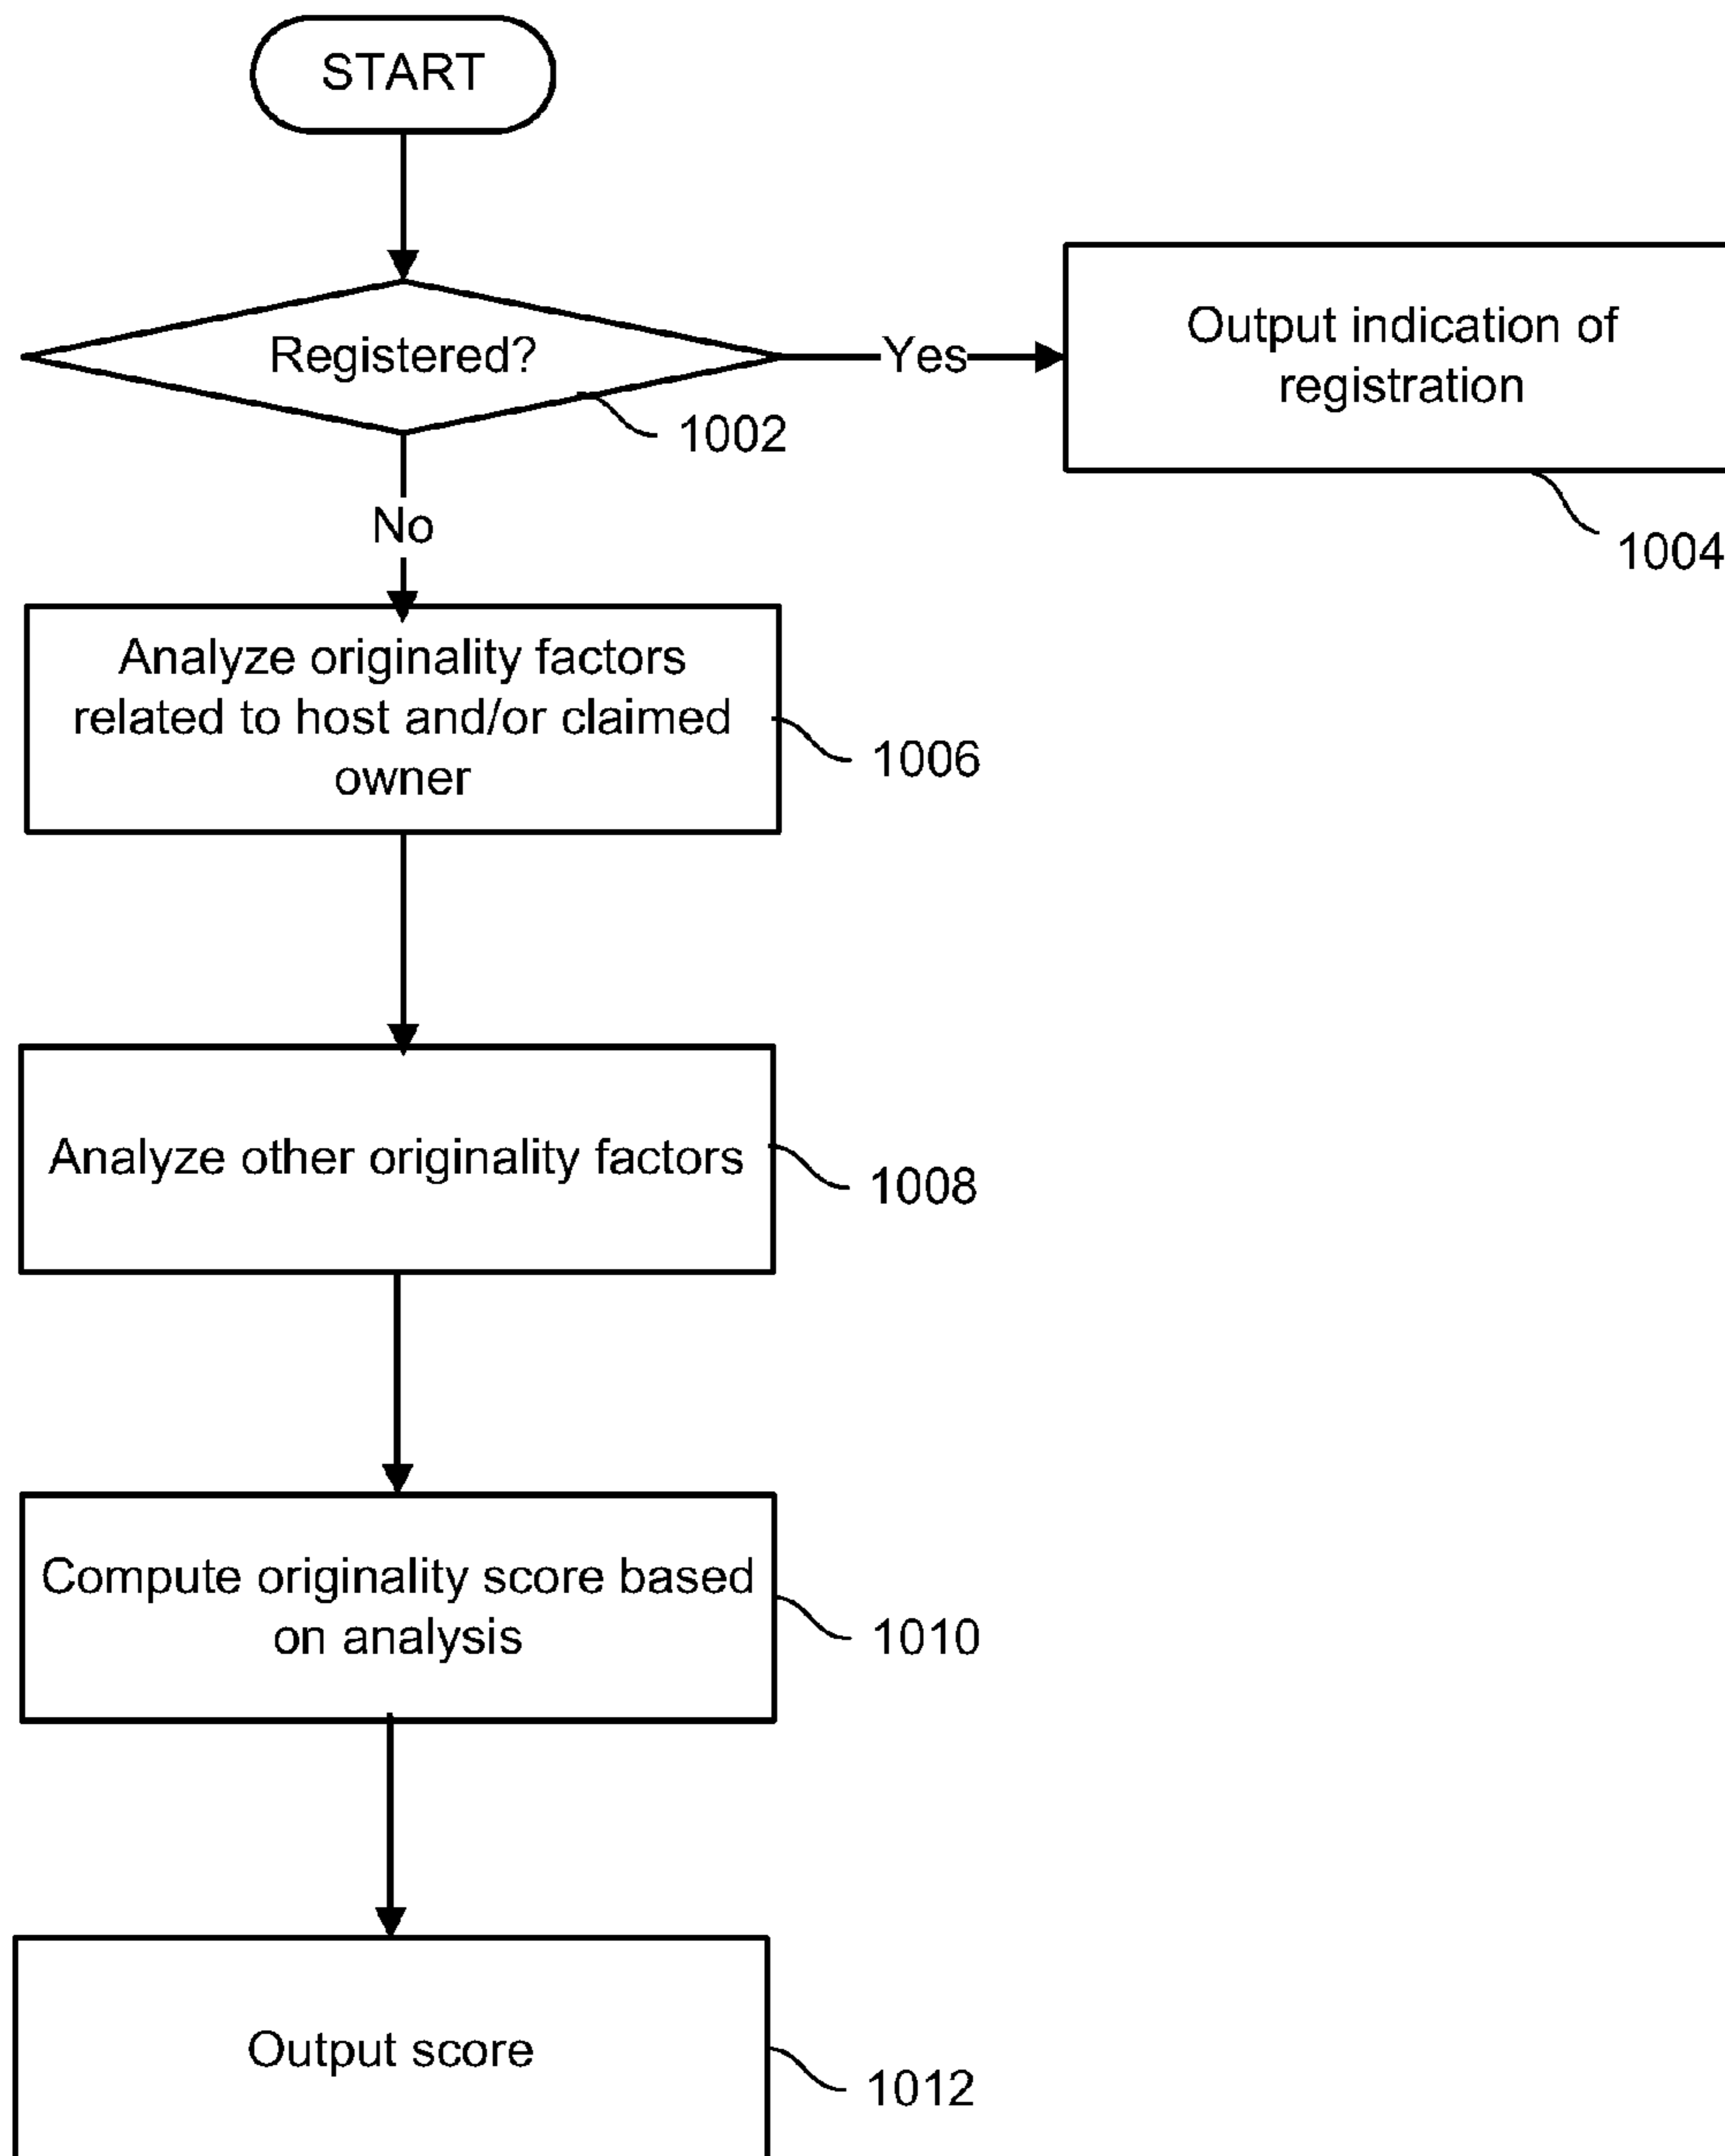 START
Registered?
Yes
Output indication of
registration
1002
1004
No
Analyze originality factors
related to host and/or claimed
owner
1006
Analyze other originality factors
1008
Compute originality score based
on analysis
1010
Output score
1012